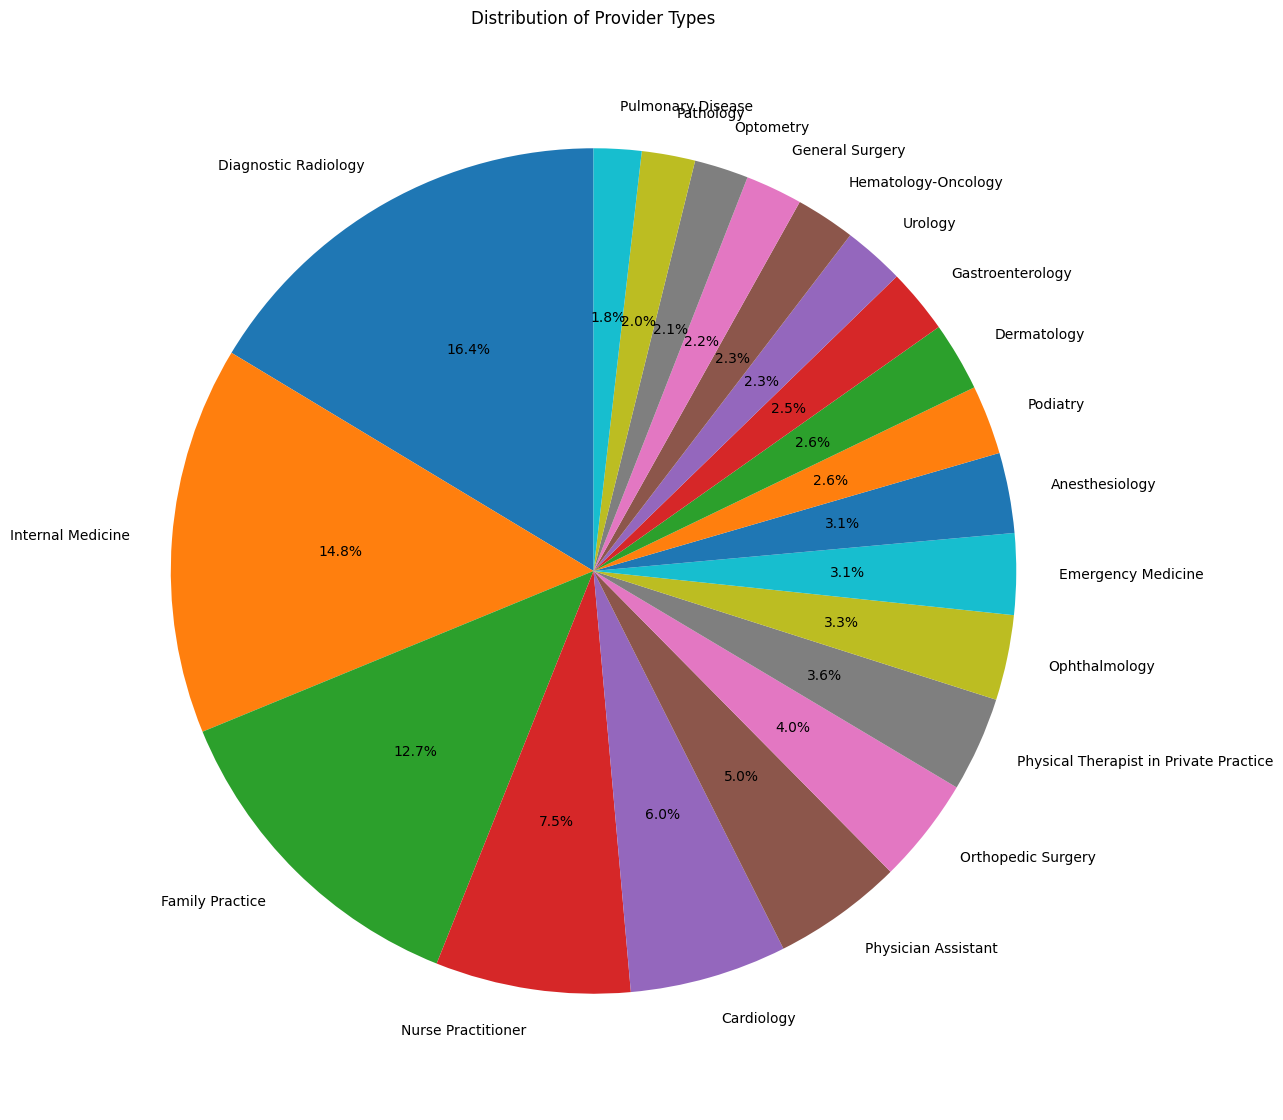 Distribution of Provider Types
Pulmonary Disease
Pathology
Optometry
General Surgery
Hematology-Oncology
Urology
Gastroenterology
Dermatology
Podiatry
Anesthesiology
Emergency Medicine
Ophthalmology
Physical Therapist in Private Practice
Orthopedic Surgery
Physician Assistant
Cardiology
Nurse Practitioner
Family Practice
Internal Medicine
Diagnostic Radiology
1.8%
2.0%
2.1%
2.2%
2.3%
2.3%
2.5%
2.6%
2.6%
3.1%
3.1%
3.3%
3.6%
4.0%
5.0%
6.0%
7.5%
12.7%
14.8%
16.4%